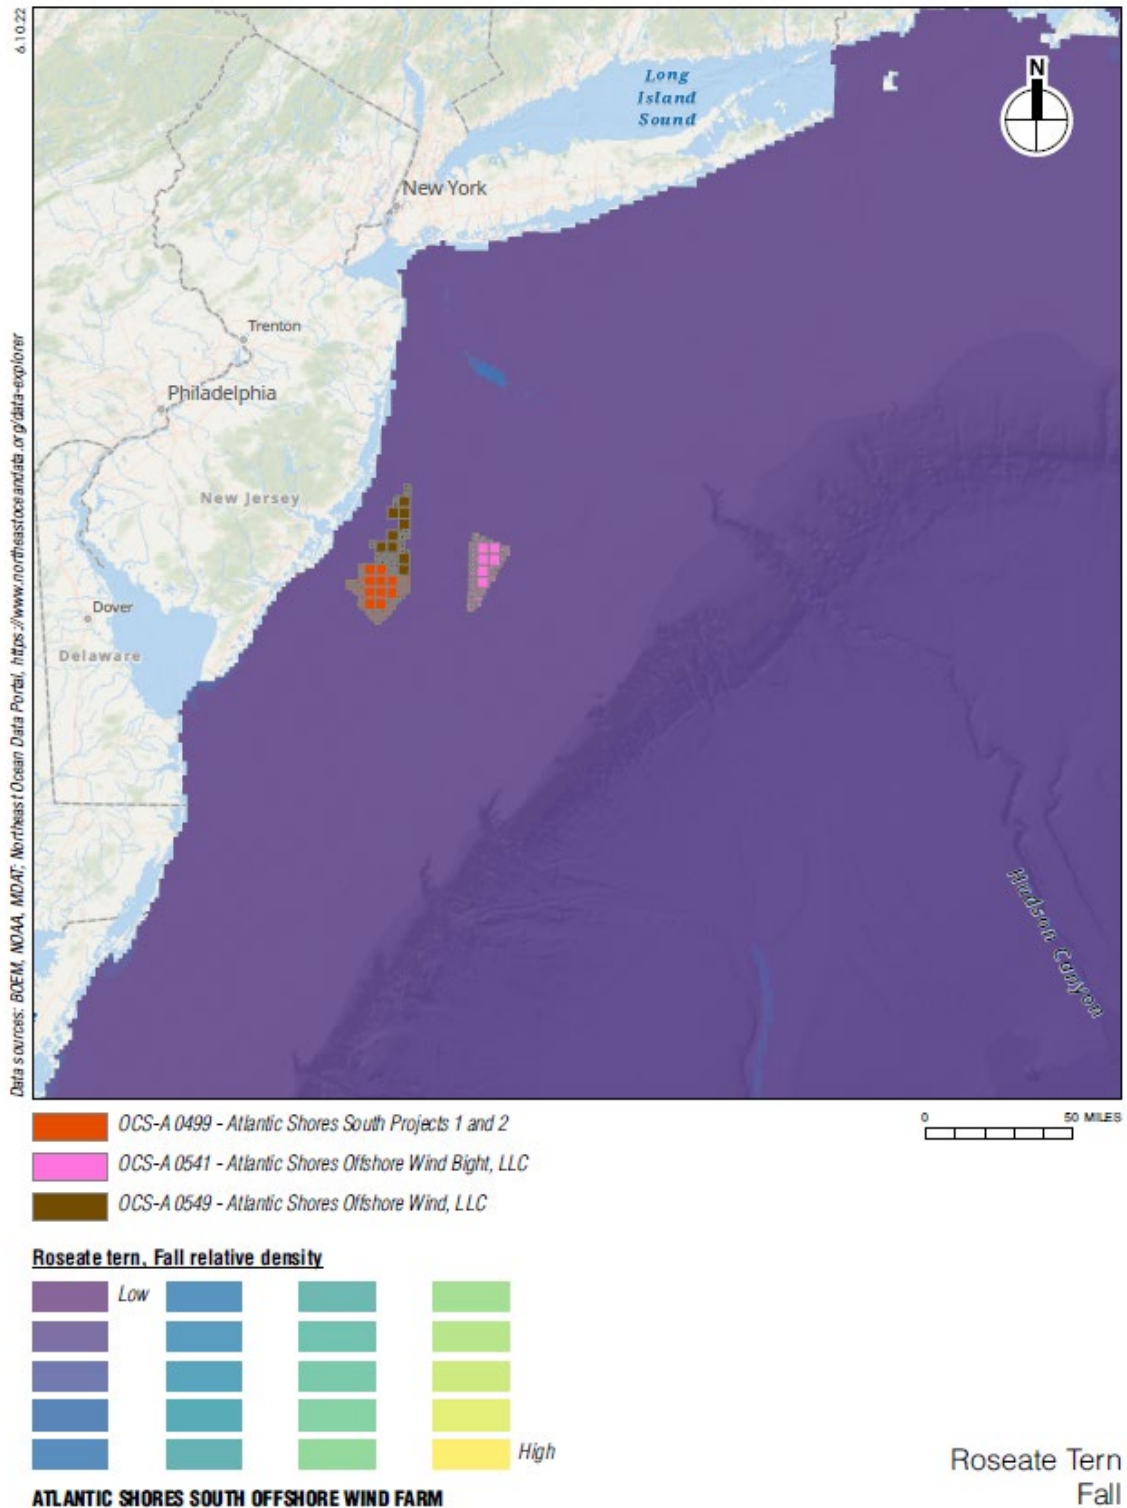 6.10.22
Data sources: BOEM, NOAA, MDAT; Northeast Ocean Data Portal, https://www.northeastoceandata.org/data-explorer
Long
Island
Sound
N
New York
Trenton
Philadelphia
New Jersey
Dover
Delaware
Hudson Canyon
OCS-A 0499 - Atlantic Shores South Projects 1 and 2
0 50 MILES
OCS-A 0541 - Atlantic Shores Offshore Wind Bight, LLC
OCS-A 0549 - Atlantic Shores Offshore Wind, LLC
Roseate tern, Fall relative density
Low
High
Roseate Tern
Fall
ATLANTIC SHORES SOUTH OFFSHORE WIND FARM